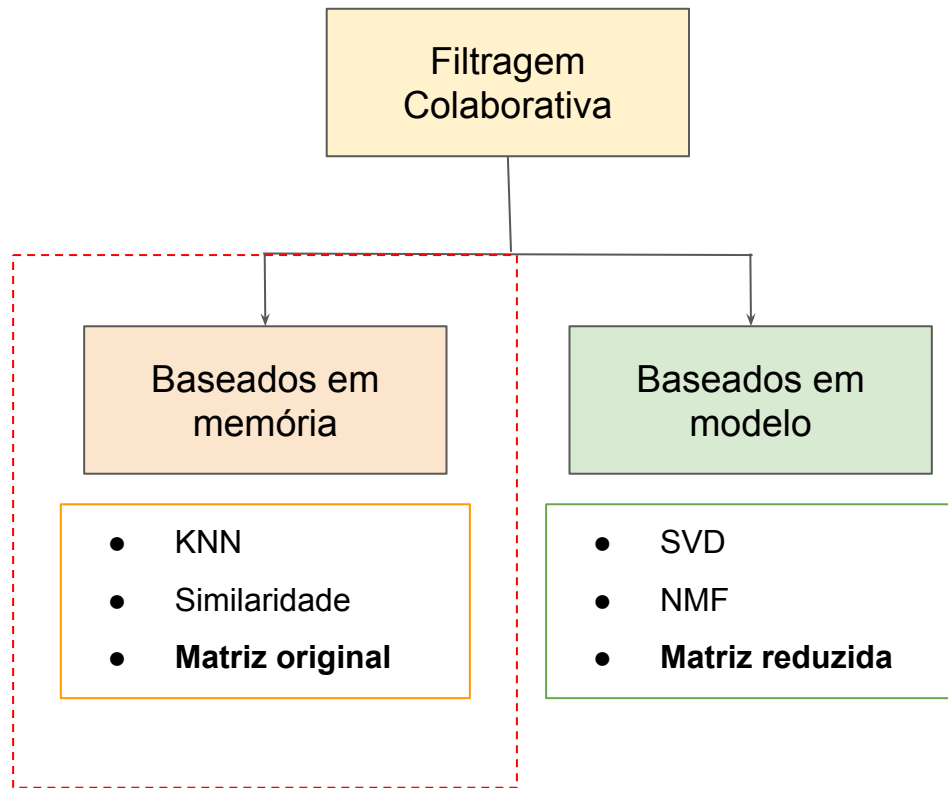 Filtragem
Colaborativa
Baseados em
memória
Baseados em
modelo
● KNN
● Similaridade
● Matriz original
● SVD
● NMF
● Matriz reduzida